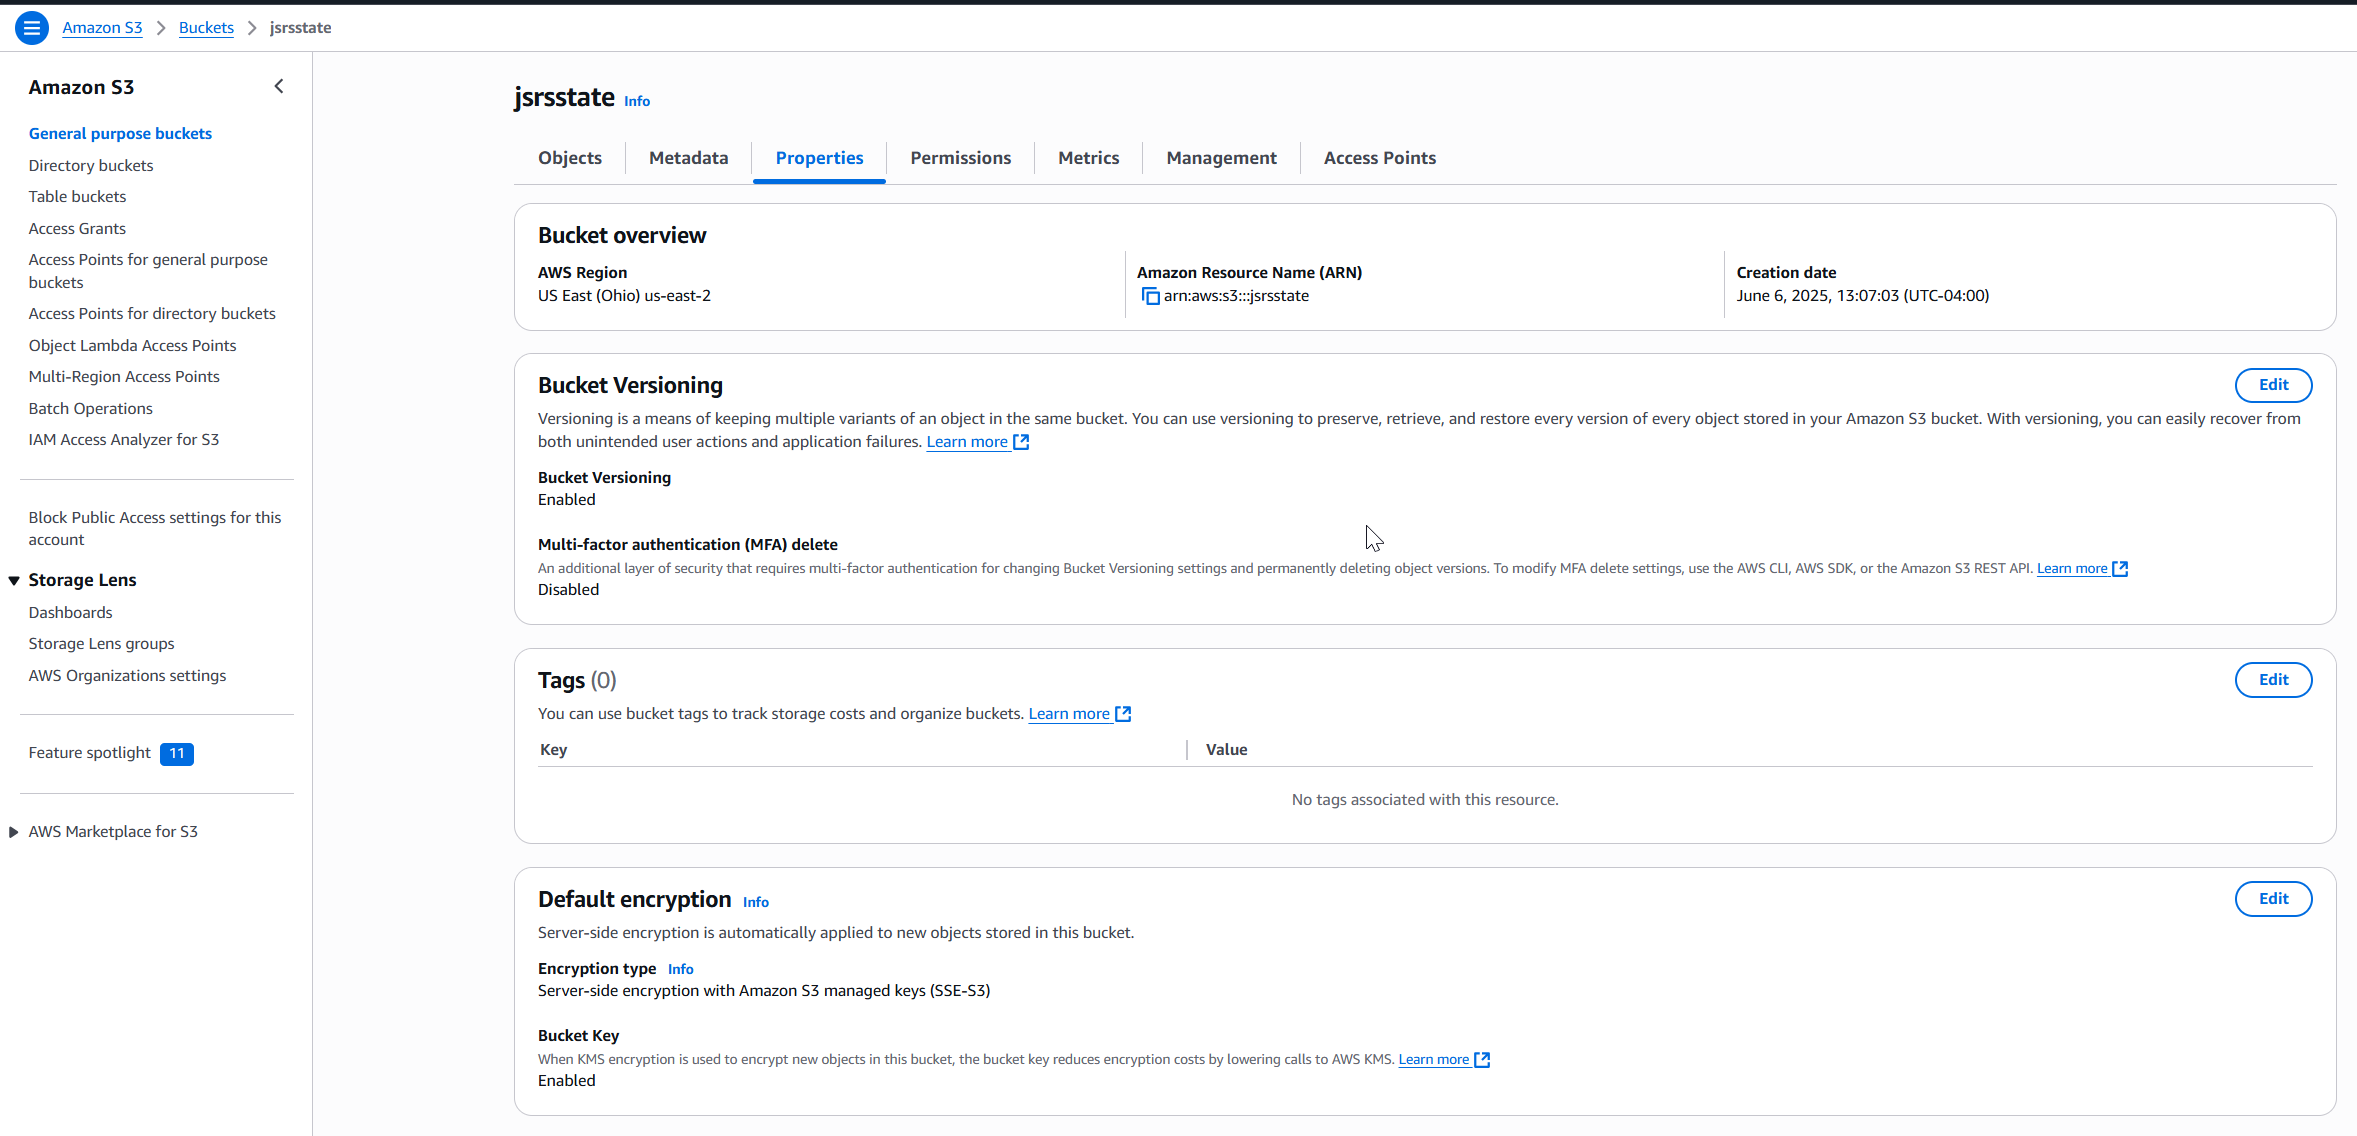 Amazon S3 > Buckets > jsrsstate
Amazon S3
General purpose buckets
Directory buckets
Table buckets
Access Grants
Access Points for general purpose
buckets
Access Points for directory buckets
Object Lambda Access Points
Multi-Region Access Points
Batch Operations
IAM Access Analyzer for S3
Block Public Access settings for this
account
Storage Lens
Dashboards
Storage Lens groups
AWS Organizations settings
Feature spotlight 11
AWS Marketplace for S3
jsrsstate Info
Objects Metadata Properties Permissions Metrics Management Access Points
Bucket overview
AWS Region
US East (Ohio) us-east-2
Amazon Resource Name (ARN)
arn:aws:s3:::jsrsstate
Creation date
June 6, 2025, 13:07:03 (UTC-04:00)
Bucket Versioning
Edit
Versioning is a means of keeping multiple variants of an object in the same bucket. You can use versioning to preserve, retrieve, and restore every version of every object stored in your Amazon S3 bucket. With versioning, you can easily recover from
both unintended user actions and application failures. Learn more
Bucket Versioning
Enabled
Multi-factor authentication (MFA) delete
An additional layer of security that requires multi-factor authentication for changing Bucket Versioning settings and permanently deleting object versions. To modify MFA delete settings, use the AWS CLI, AWS SDK, or the Amazon S3 REST API. Learn more
Disabled
Tags (0)
Edit
You can use bucket tags to track storage costs and organize buckets. Learn more
Key Value
No tags associated with this resource.
Default encryption Info
Edit
Server-side encryption is automatically applied to new objects stored in this bucket.
Encryption type Info
Server-side encryption with Amazon S3 managed keys (SSE-S3)
Bucket Key
When KMS encryption is used to encrypt new objects in this bucket, the bucket key reduces encryption costs by lowering calls to AWS KMS. Learn more
Enabled